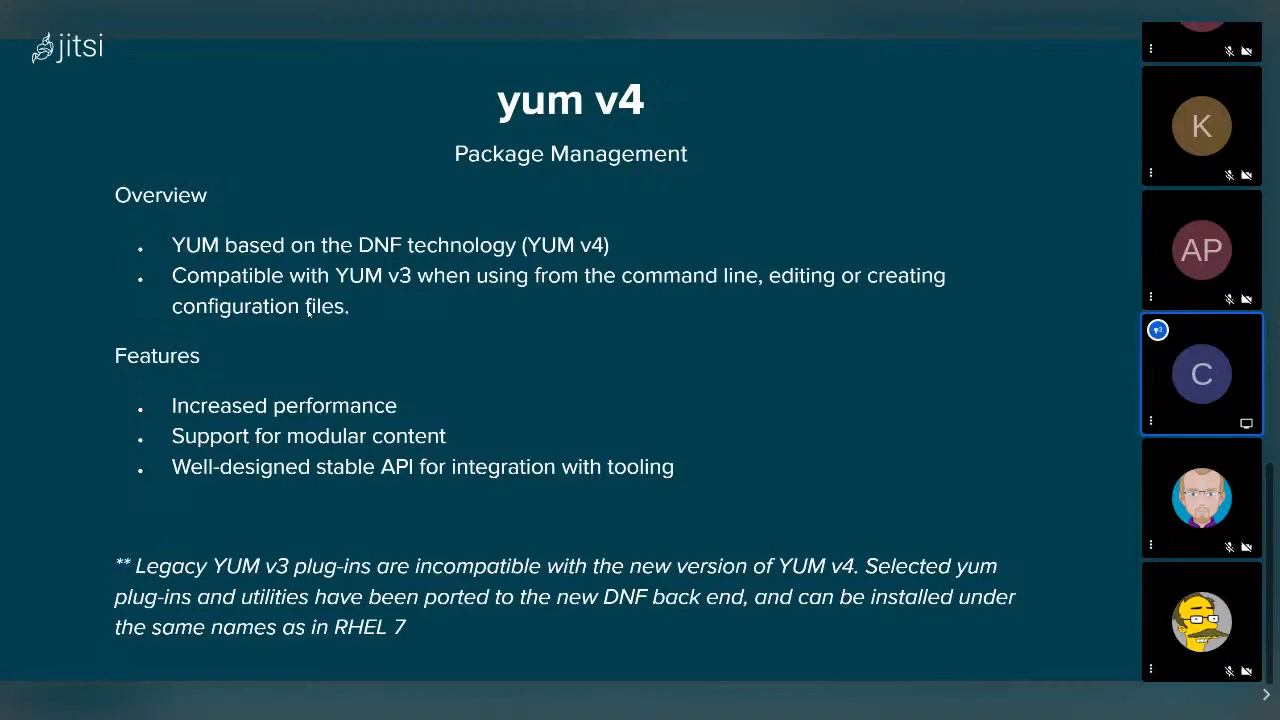 jitsi
yum v4
Package Management
Overview
• YUM based on the DNF technology (YUM v4)
• Compatible with YUM v3 when using from the command line, editing or creating
configuration files.
Features
• Increased performance
• Support for modular content
• Well-designed stable API for integration with tooling
** Legacy YUM v3 plug-ins are incompatible with the new version of YUM v4. Selected yum
plug-ins and utilities have been ported to the new DNF back end, and can be installed under
the same names as in RHEL 7
K
AP
C